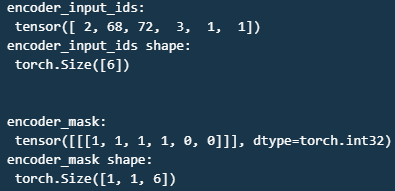 encoder_input_ids:
tensor([ 2, 68, 72,  3,  1,  1])
encoder_input_ids shape:
torch.Size([6])
encoder_mask:
tensor([[[1, 1, 1, 1, 0, 0]]], dtype=torch.int32)
encoder_mask shape:
torch.Size([1, 1, 6])